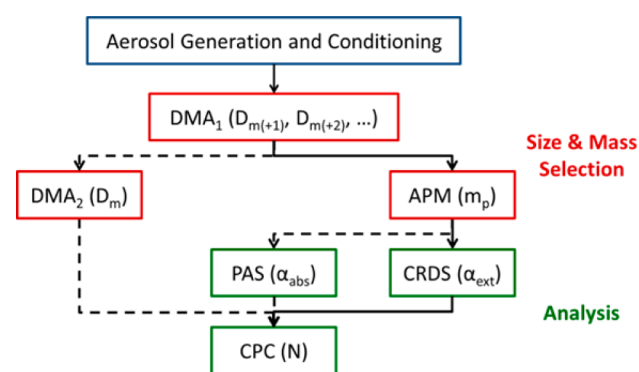 Aerosol Generation and Conditioning
DMA₁ (Dₘ₍₊₁₎, Dₘ₍₊₂₎, ...)
Size & Mass
Selection
DMA₂ (Dₘ)
APM (mₚ)
PAS (αₐbₛ)
CRDS (αₑₓₜ)
Analysis
CPC (N)